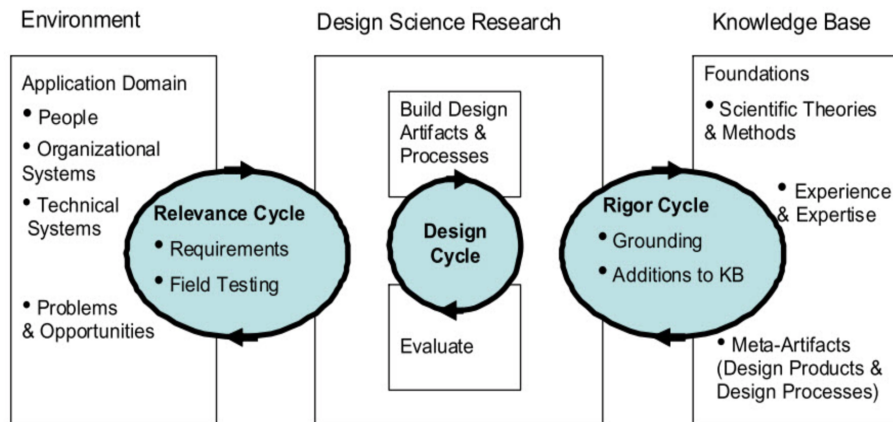 Environment
Design Science Research
Knowledge Base
Application Domain
• People
• Organizational
Systems
• Technical
Systems
• Problems
& Opportunities
Relevance Cycle
• Requirements
• Field Testing
Build Design
Artifacts &
Processes
Design
Cycle
Evaluate
Rigor Cycle
• Grounding
• Additions to KB
Foundations
• Scientific Theories
& Methods
• Experience
& Expertise
• Meta-Artifacts
(Design Products &
Design Processes)